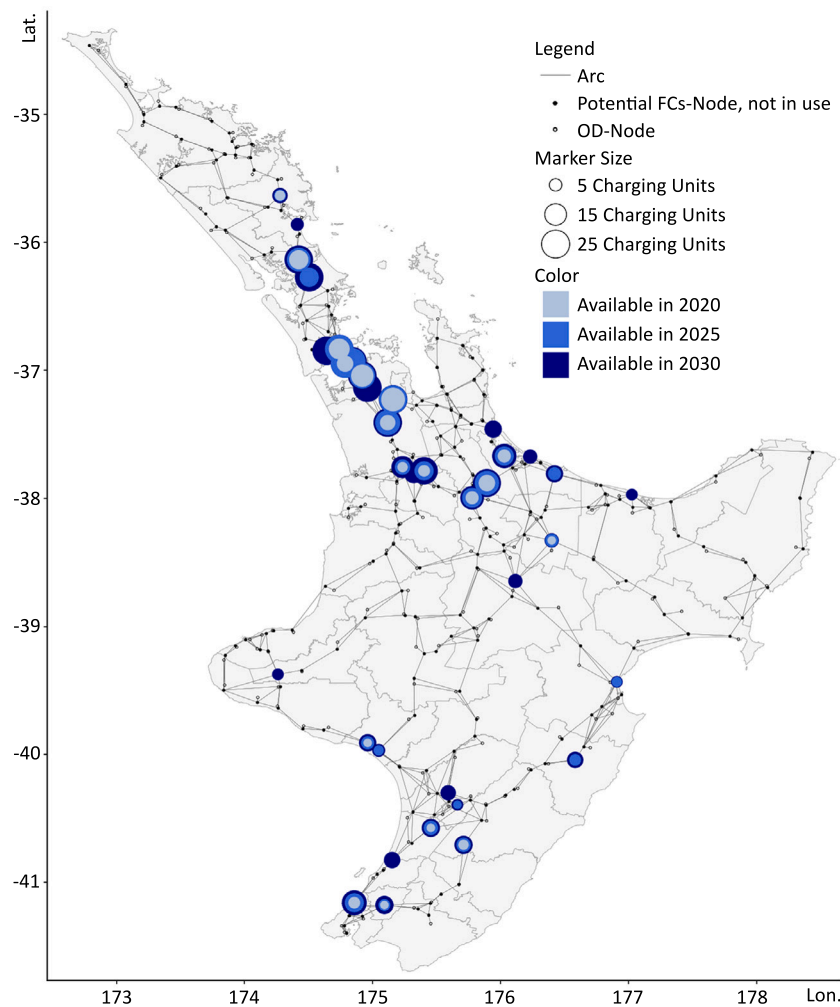 Lat.
Legend
Arc
Potential FCs-Node, not in use
OD-Node
Marker Size
5 Charging Units
15 Charging Units
25 Charging Units
Color
Available in 2020
Available in 2025
Available in 2030
-35
-36
-37
-38
-39
-40
-41
173 174 175 176 177 178 Lon.